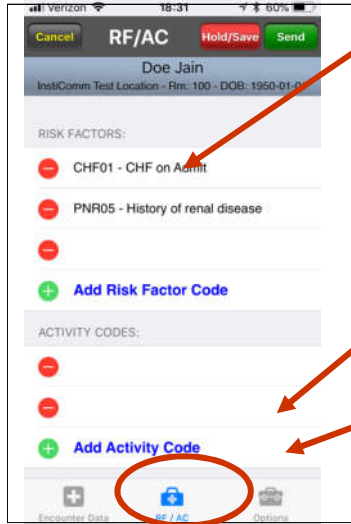 Verizon 18:31 60%
Cancel RF/AC Hold/Save Send
Doe Jain
InstiComm Test Location - Rm: 100 - DOB: 1950-01-0
RISK FACTORS:
CHF01 - CHF on Admit
PNR05 - History of renal disease
Add Risk Factor Code
ACTIVITY CODES:
Add Activity Code
Encounter Data RF / AC Options